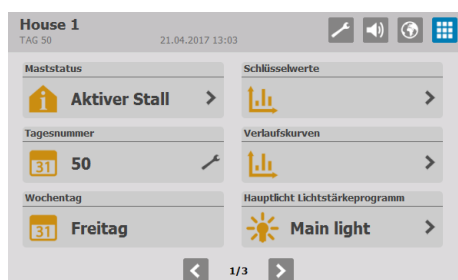 House 1
TAG 50 21.04.2017 13:03
Maststatus
Aktiver Stall
Schlüsselwerte
Tagesnummer
31 50
Verlaufskurven
Wochentag
31 Freitag
Hauptlicht Lichtstärkeprogramm
Main light
1/3